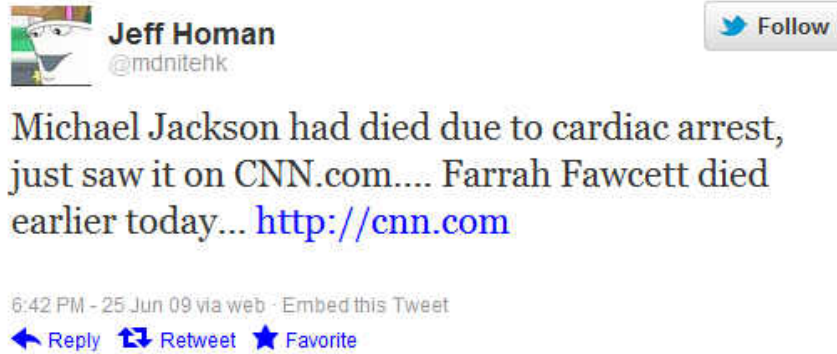 Jeff Homan
Follow
@mdnitehk
Michael Jackson had died due to cardiac arrest,
just saw it on CNN.com.... Farrah Fawcett died
earlier today... http://cnn.com
6:42 PM - 25 Jun 09 via web · Embed this Tweet
Reply Retweet Favorite